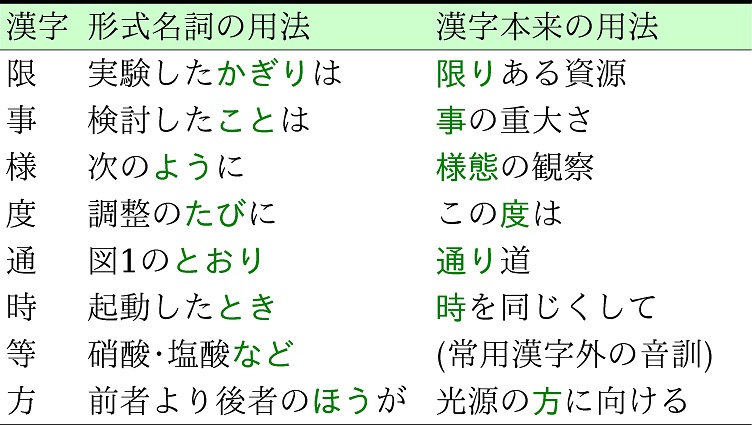 漢字 形式名詞の用法 漢字本来の用法
限 実験したかぎりは 限りある資源
事 検討したことは 事の重大さ
様 次のように 様態の観察
度 調整のたびに この度は
通 図1のとおり 通り道
時 起動したとき 時を同じくして
等 硝酸･塩酸など (常用漢字外の音訓)
方 前者より後者のほうが 光源の方に向ける